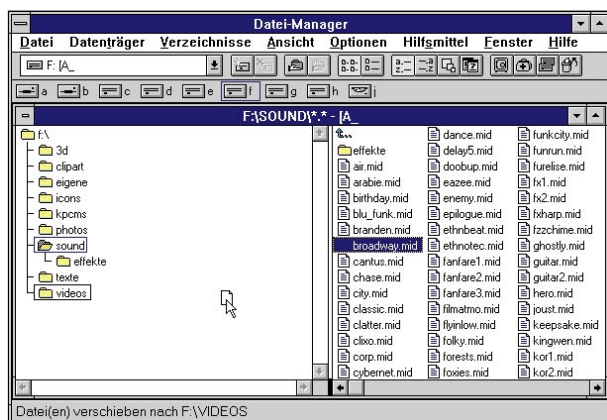 Datei-Manager
Datei Datenträger Verzeichnisse Ansicht Optionen Hilfsmittel Fenster Hilfe
F: [A_
a b c d e f g h i
F:\SOUND\*.* - [A_
f:\
3d
clipart
eigene
icons
kpcms
photos
sound
effekte
texte
videos
..
effekte
air.mid
arabie.mid
birthday.mid
blu_funk.mid
branden.mid
broadway.mid
cantus.mid
chase.mid
city.mid
classic.mid
clatter.mid
clixo.mid
corp.mid
cybernet.mid
dance.mid
delay5.mid
doobup.mid
eazee.mid
enemy.mid
epilogue.mid
ethnbeat.mid
ethnotec.mid
fanfare1.mid
fanfare2.mid
fanfare3.mid
filmatmo.mid
flyinlow.mid
folky.mid
forests.mid
foxies.mid
funkcity.mid
funrun.mid
furelise.mid
fx1.mid
fx2.mid
fxharp.mid
fzzchime.mid
ghostly.mid
guitar.mid
guitar2.mid
hero.mid
joust.mid
keepsake.mid
kingwen.mid
kor1.mid
kor2.mid
Datei(en) verschieben nach F:\VIDEOS